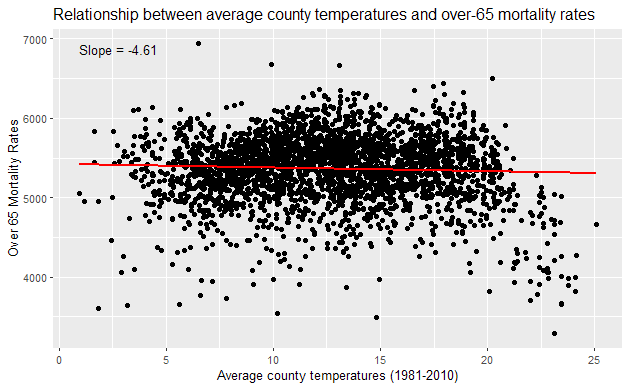 Relationship between average county temperatures and over-65 mortality rates
Slope = -4.61
Over 65 Mortality Rates
7000
6000
5000
4000
0 5 10 15 20 25
Average county temperatures (1981-2010)